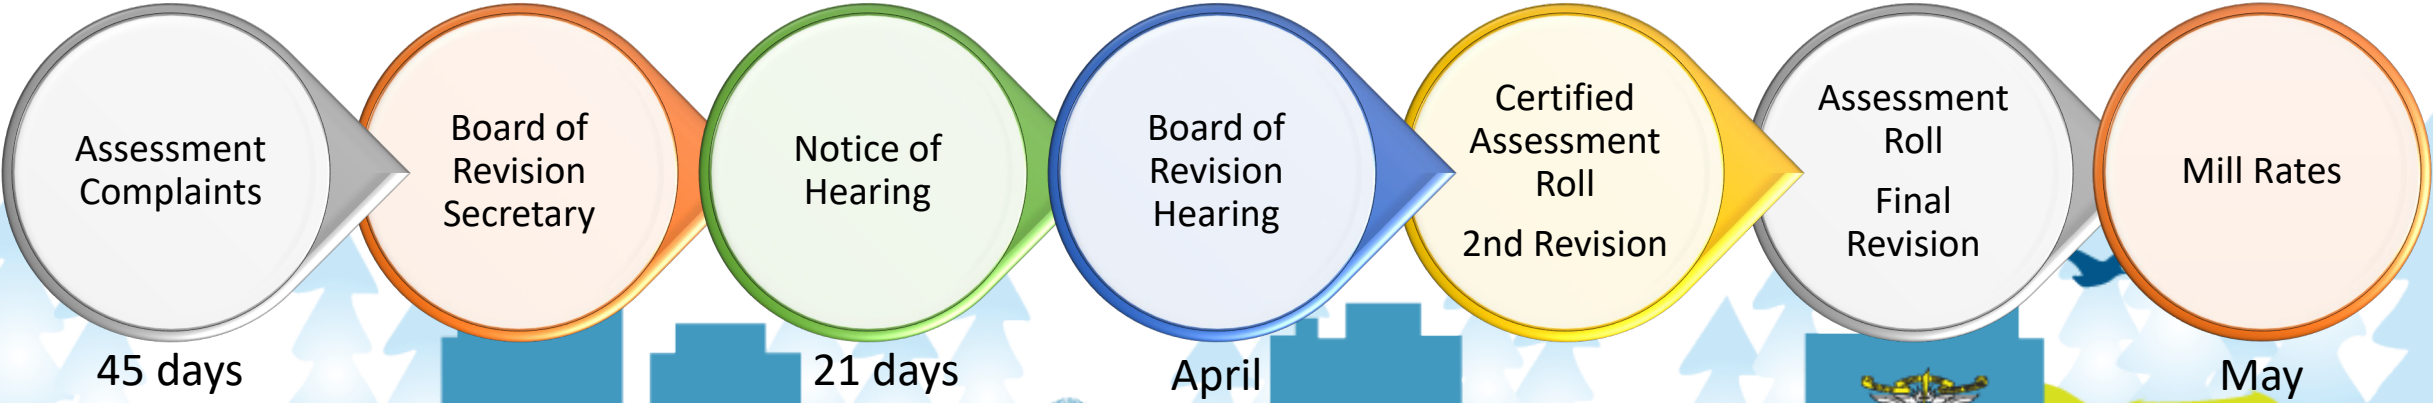 Assessment
Complaints
45 days
Board of
Revision
Secretary
Notice of
Hearing
21 days
Board of
Revision
Hearing
April
Certified
Assessment
Roll
2nd Revision
Assessment
Roll
Final
Revision
Mill Rates
May